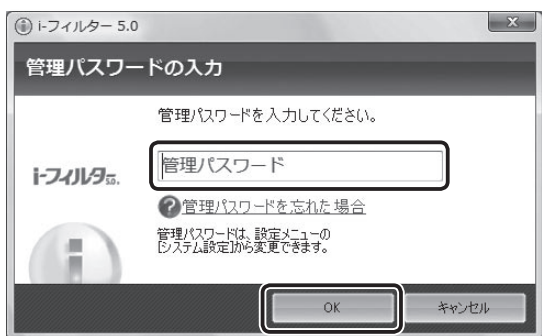 i-フィルター 5.0
管理パスワードの入力
管理パスワードを入力してください。
管理パスワード
i-フィルタ5.0.
?管理パスワードを忘れた場合
管理パスワードは、設定メニューの
[システム設定]から変更できます。
OK
キャンセル